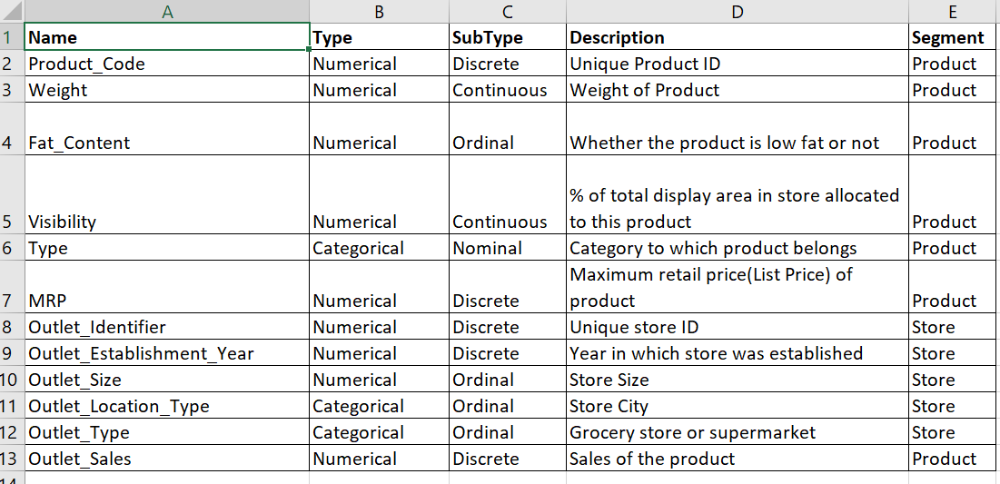 A B C D E
1 Name Type SubType Description Segment
2 Product_Code Numerical Discrete Unique Product ID Product
3 Weight Numerical Continuous Weight of Product Product
4 Fat_Content Numerical Ordinal Whether the product is low fat or not Product
% of total display area in store allocated
5 Visibility Numerical Continuous to this product Product
6 Type Categorical Nominal Category to which product belongs Product
Maximum retail price(List Price) of
7 MRP Numerical Discrete product Product
8 Outlet_Identifier Numerical Discrete Unique store ID Store
9 Outlet_Establishment_Year Numerical Discrete Year in which store was established Store
10 Outlet_Size Numerical Ordinal Store Size Store
11 Outlet_Location_Type Categorical Ordinal Store City Store
12 Outlet_Type Categorical Ordinal Grocery store or supermarket Store
13 Outlet_Sales Numerical Discrete Sales of the product Product
14